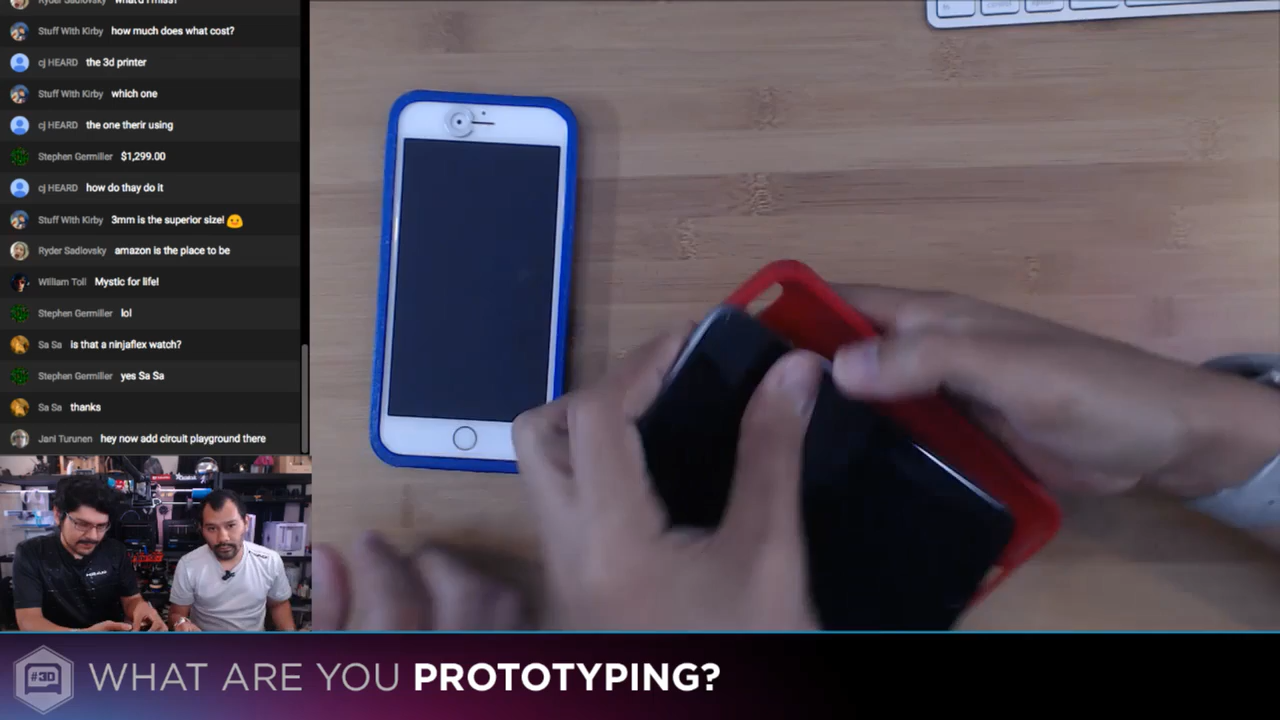 Ryder Sadlovsky what'd I miss?
Stuff With Kirby how much does what cost?
cj HEARD the 3d printer
Stuff With Kirby which one
cj HEARD the one therir using
Stephen Germiller $1,299.00
cj HEARD how do thay do it
Stuff With Kirby 3mm is the superior size!
Ryder Sadlovsky amazon is the place to be
William Toll Mystic for life!
Stephen Germiller lol
Sa Sa is that a ninjaflex watch?
Stephen Germiller yes Sa Sa
Sa Sa thanks
Jani Turunen hey now add circuit playground there
#3D
WHAT ARE YOU PROTOTYPING?